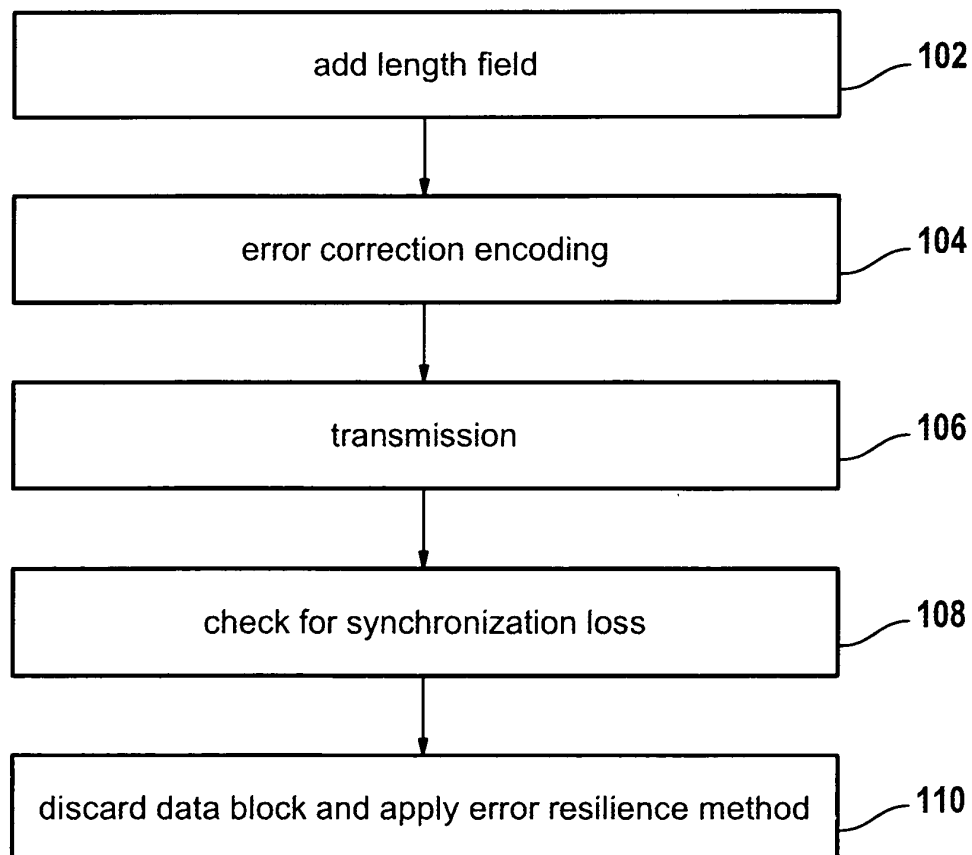 add length field
102
error correction encoding
104
transmission
106
check for synchronization loss
108
discard data block and apply error resilience method
110